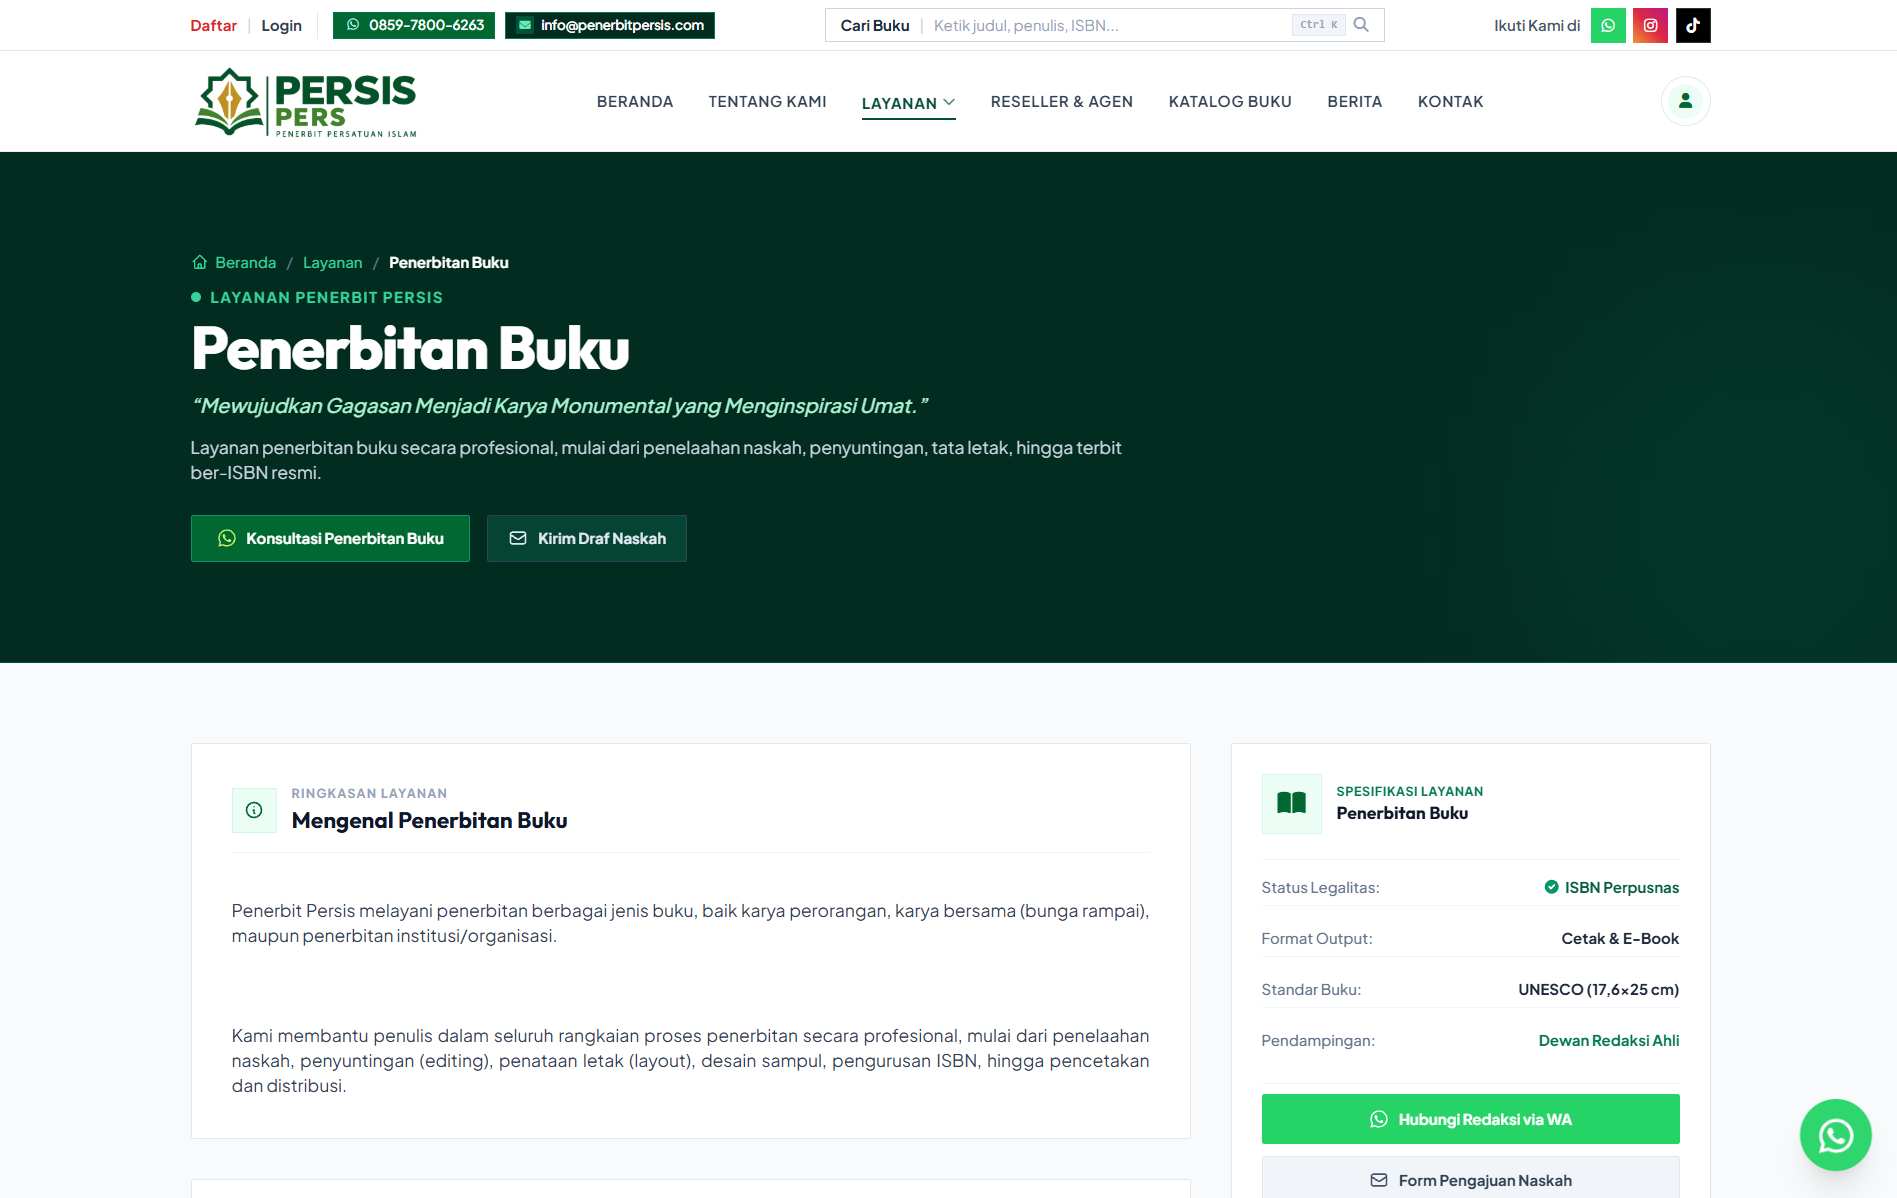 Daftar | Login
0859-7800-6263
info@penerbitpersis.com
Cari Buku | Ketik judul, penulis, ISBN... Ctrl K
Ikuti Kami di
PERSIS
PERS
PENERBIT PERSATUAN ISLAM
BERANDA TENTANG KAMI LAYANAN RESELLER & AGEN KATALOG BUKU BERITA KONTAK
Beranda / Layanan / Penerbitan Buku
LAYANAN PENERBIT PERSIS
Penerbitan Buku
“Mewujudkan Gagasan Menjadi Karya Monumental yang Menginspirasi Umat.”
Layanan penerbitan buku secara profesional, mulai dari penelaahan naskah, penyuntingan, tata letak, hingga terbit
ber-ISBN resmi.
Konsultasi Penerbitan Buku
Kirim Draf Naskah
RINGKASAN LAYANAN
Mengenal Penerbitan Buku
Penerbit Persis melayani penerbitan berbagai jenis buku, baik karya perorangan, karya bersama (bunga rampai),
maupun penerbitan institusi/organisasi.
Kami membantu penulis dalam seluruh rangkaian proses penerbitan secara profesional, mulai dari penelaahan
naskah, penyuntingan (editing), penataan letak (layout), desain sampul, pengurusan ISBN, hingga pencetakan
dan distribusi.
SPESIFIKASI LAYANAN
Penerbitan Buku
Status Legalitas: ISBN Perpusnas
Format Output: Cetak & E-Book
Standar Buku: UNESCO (17,6×25 cm)
Pendampingan: Dewan Redaksi Ahli
Hubungi Redaksi via WA
Form Pengajuan Naskah